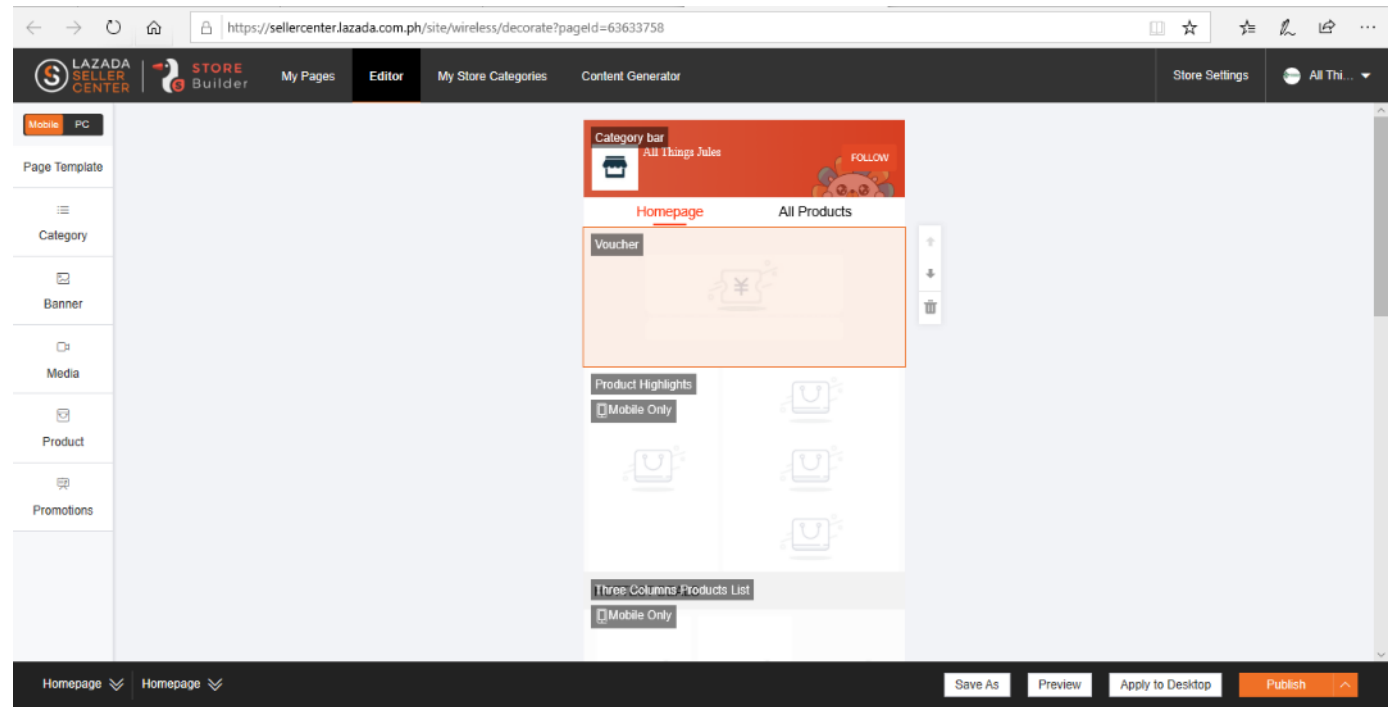 https://sellercenter.lazada.com.ph/site/wireless/decorate?pageId=63633758
LAZADA SELLER CENTER
STORE Builder
My Pages
Editor
My Store Categories
Content Generator
Store Settings
All Thi...
Mobile
PC
Page Template
Category
Banner
Media
Product
Promotions
Category bar
All Things Jules
FOLLOW
Homepage
All Products
Voucher
¥
Product Highlights
Mobile Only
Three Columns Products List
Mobile Only
Homepage
Homepage
Save As
Preview
Apply to Desktop
Publish